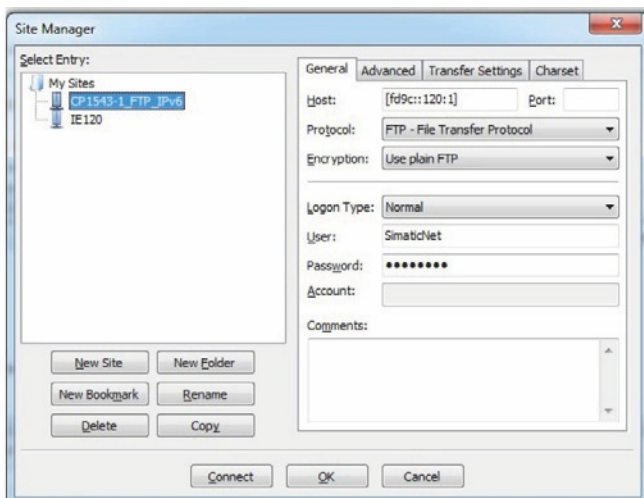 Site Manager
Select Entry:
My Sites
CP1543-1_FTP_IPv6
IE120
New Site
New Folder
New Bookmark
Rename
Delete
Copy
General
Advanced
Transfer Settings
Charset
Host:
[fd9c::120:1]
Port:
Protocol:
FTP - File Transfer Protocol
Encryption:
Use plain FTP
Logon Type:
Normal
User:
SimaticNet
Password:
●●●●●●●●
Account:
Comments:
Connect
OK
Cancel